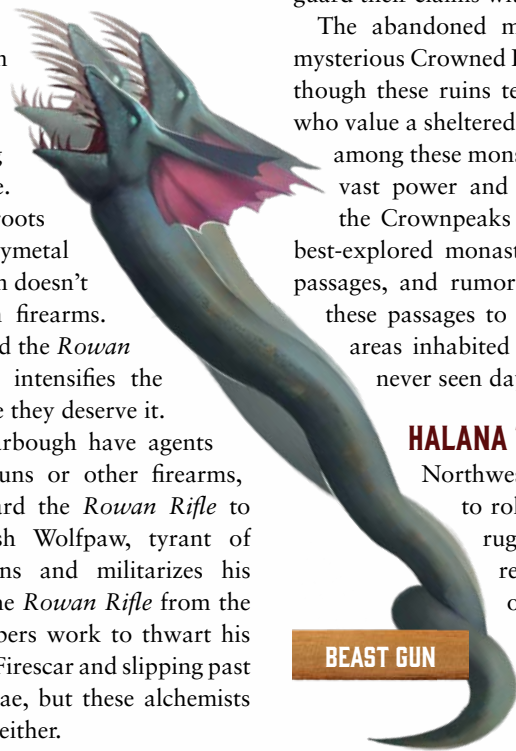 roots
ymetal
n doesn't
firearms.
d the Rowan
intensifies the
e they deserve it.
arbough have agents
uns or other firearms,
ard the Rowan Rifle to
sh Wolfpaw, tyrant of
ns and militarizes his
he Rowan Rifle from the
pers work to thwart his
Firescar and slipping past
ae, but these alchemists
either.
guard their claims wi
The abandoned m
mysterious Crowned
though these ruins te
who value a sheltered
among these mons
vast power and
the Crownpeaks
best-explored monast
passages, and rumor
these passages to
areas inhabited
never seen da
HALANA
Northwes
to rol
rug
re
o
BEAST GUN